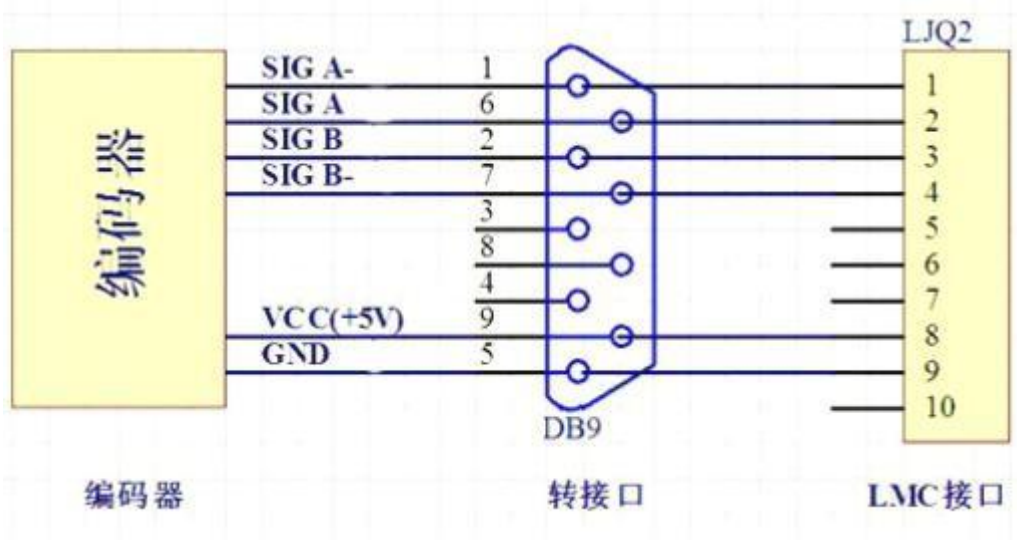 LJQ2
SIG A- 1 1
SIG A 6 2
SIG B 2 3
SIG B- 7 4
3 5
8 6
4 7
VCC(+5V) 9 8
GND 5 9
10
编码器
DB9
编码器 转接口 LMC接口